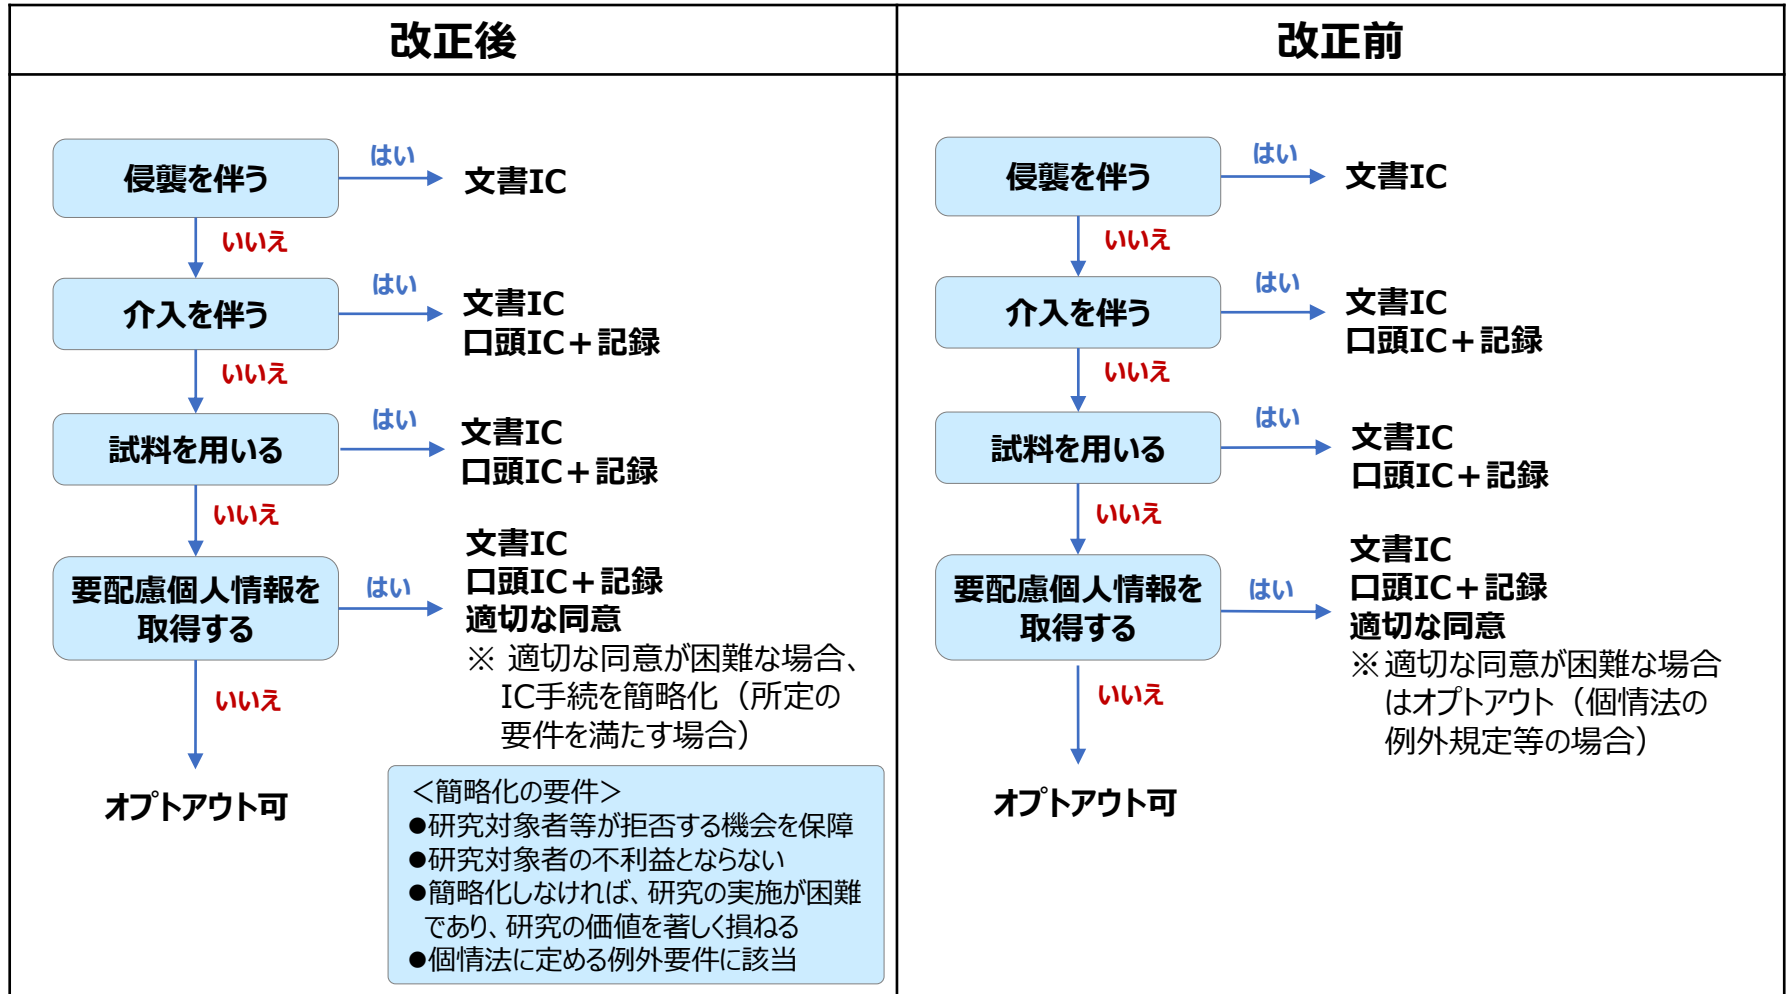 改正後
侵襲を伴う
はい
文書IC
いいえ
介入を伴う
はい
文書IC
口頭IC+記録
いいえ
試料を用いる
はい
文書IC
口頭IC+記録
いいえ
要配慮個人情報を
取得する
はい
文書IC
口頭IC+記録
適切な同意
※ 適切な同意が困難な場合、
IC手続を簡略化（所定の
要件を満たす場合）
いいえ
オプトアウト可
＜簡略化の要件＞
●研究対象者等が拒否する機会を保障
●研究対象者の不利益とならない
●簡略化しなければ、研究の実施が困難
であり、研究の価値を著しく損ねる
●個情法に定める例外要件に該当
改正前
侵襲を伴う
はい
文書IC
いいえ
介入を伴う
はい
文書IC
口頭IC+記録
いいえ
試料を用いる
はい
文書IC
口頭IC+記録
いいえ
要配慮個人情報を
取得する
はい
文書IC
口頭IC+記録
適切な同意
※適切な同意が困難な場合
はオプトアウト（個情法の
例外規定等の場合）
いいえ
オプトアウト可